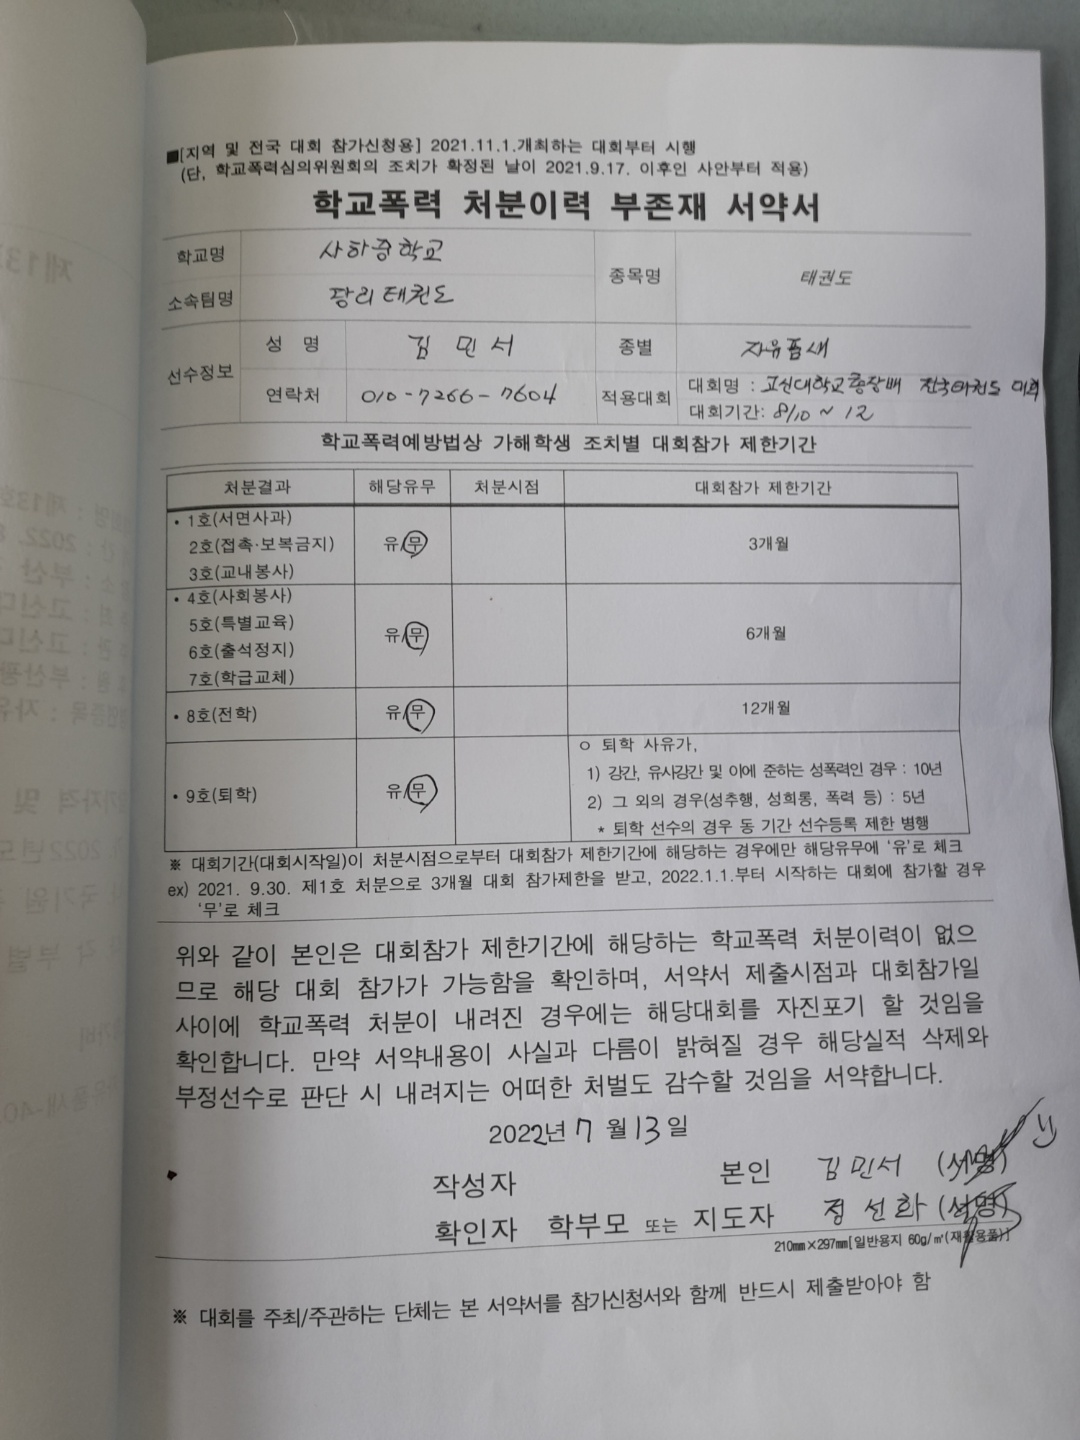 ■[지역 및 전국 대회 참가신청용] 2021.11.1.개최하는 대회부터 시행
(단, 학교폭력심의위원회의 조치가 확정된 날이 2021.9.17. 이후인 사안부터 적용)
학교폭력 처분이력 부존재 서약서
학교명 사하중학교
소속팀명 당리태권도
종목명 태권도
선수정보
성 명 김민서
종별 자유품새
연락처 010-7266-7604
적용대회
대회명 : 고신대학교총장배 전국태권도
대회기간: 8/10 ~ 12
학교폭력예방법상 가해학생 조치별 대회참가 제한기간
처분결과 해당유무 처분시점 대회참가 제한기간
• 1호(서면사과)
2호(접촉·보복금지) 유/무 3개월
3호(교내봉사)
• 4호(사회봉사)
5호(특별교육) 유/무 6개월
6호(출석정지)
7호(학급교체)
• 8호(전학) 유/무 12개월
• 9호(퇴학) 유/무
ㅇ 퇴학 사유가,
1) 강간, 유사강간 및 이에 준하는 성폭력인 경우 : 10년
2) 그 외의 경우(성추행, 성희롱, 폭력 등) : 5년
* 퇴학 선수의 경우 동 기간 선수등록 제한 병행
※ 대회기간(대회시작일)이 처분시점으로부터 대회참가 제한기간에 해당하는 경우에만 해당유무에 '유'로 체크
ex) 2021. 9.30. 제1호 처분으로 3개월 대회 참가제한을 받고, 2022.1.1.부터 시작하는 대회에 참가할 경우
'무'로 체크
위와 같이 본인은 대회참가 제한기간에 해당하는 학교폭력 처분이력이 없으
므로 해당 대회 참가가 가능함을 확인하며, 서약서 제출시점과 대회참가일
사이에 학교폭력 처분이 내려진 경우에는 해당대회를 자진포기 할 것임을
확인합니다. 만약 서약내용이 사실과 다름이 밝혀질 경우 해당실적 삭제와
부정선수로 판단 시 내려지는 어떠한 처벌도 감수할 것임을 서약합니다.
2022년 7월 13일
작성자 본인 김민서 (서명)
확인자 학부모 또는 지도자 정선화 (서명)
210㎜×297㎜[일반용지 60g/㎡(재활용품)]
※ 대회를 주최/주관하는 단체는 본 서약서를 참가신청서와 함께 반드시 제출받아야 함